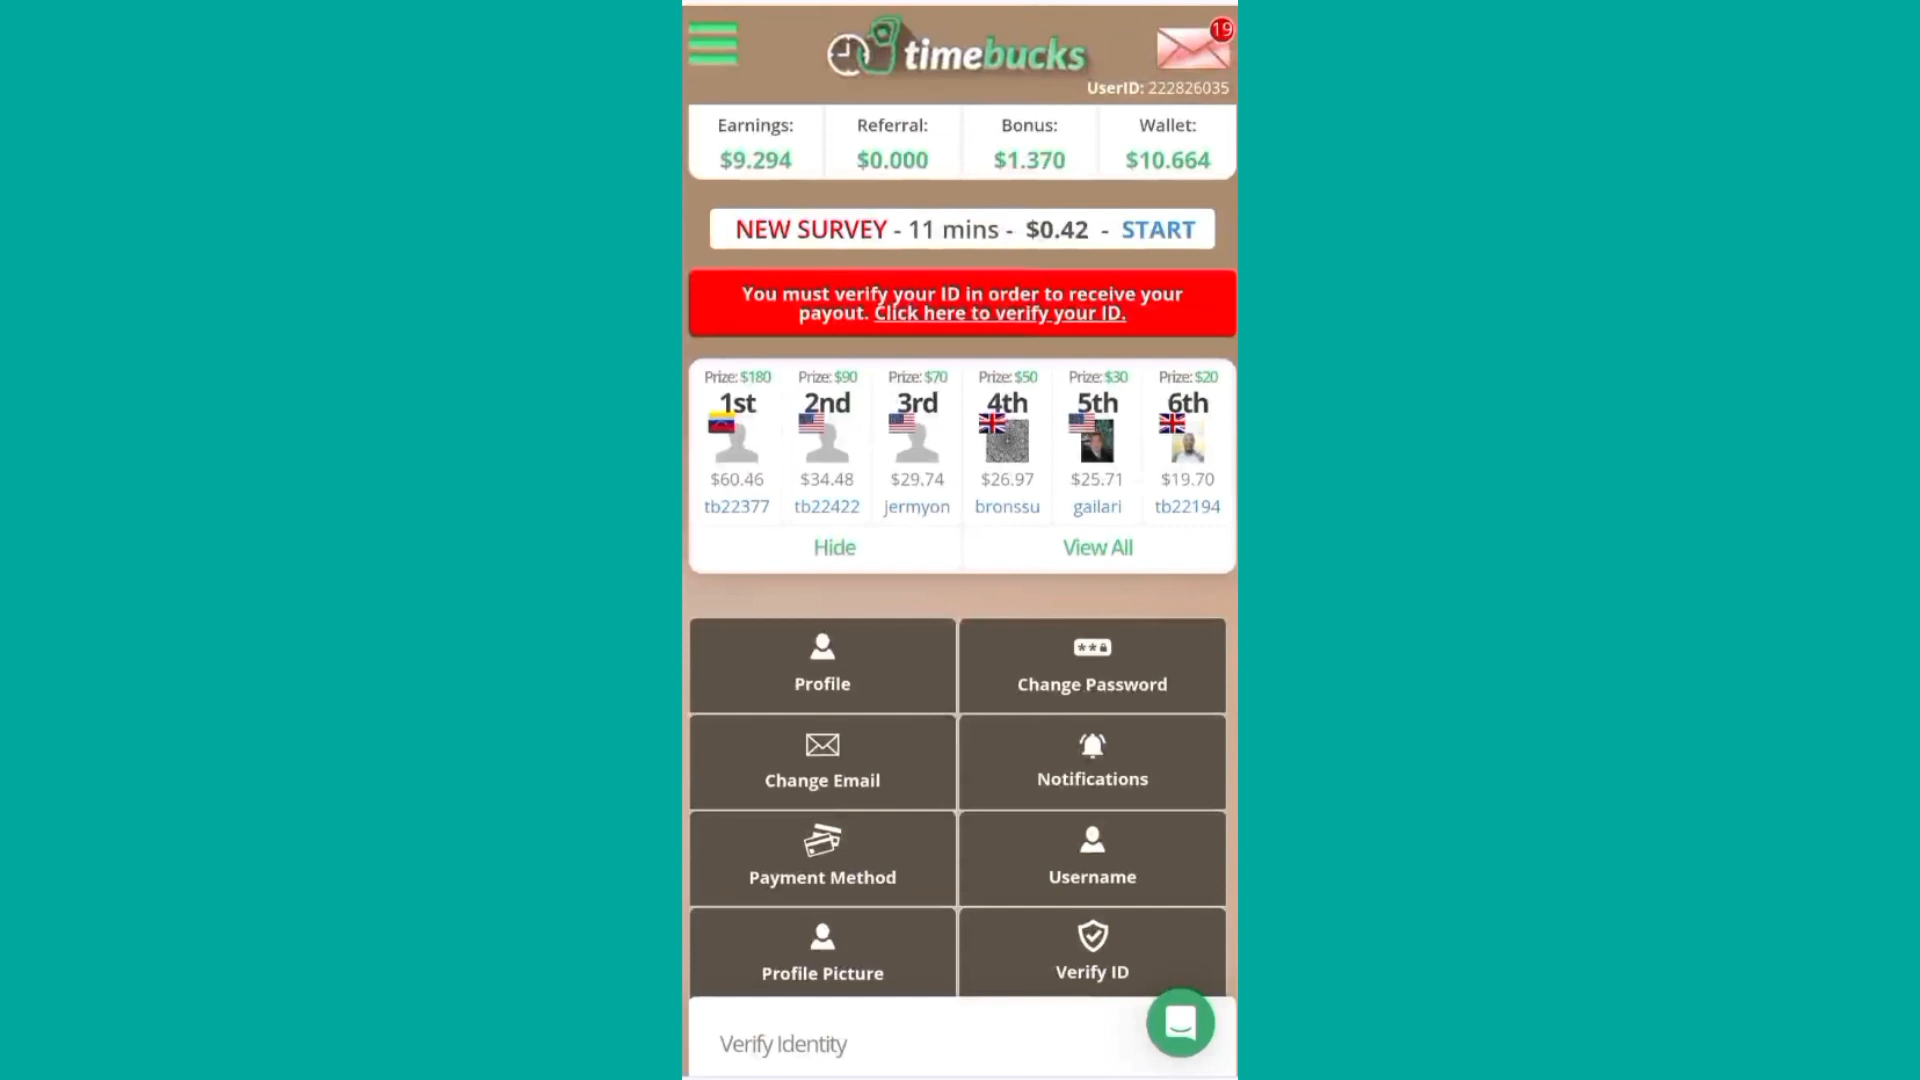 timebucks
19
UserID: 222826035
Earnings: Referral: Bonus: Wallet:
$9.294 $0.000 $1.370 $10.664
NEW SURVEY - 11 mins - $0.42 - START
You must verify your ID in order to receive your
payout. Click here to verify your ID.
Prize: $180 Prize: $90 Prize: $70 Prize: $50 Prize: $30 Prize: $20
1st 2nd 3rd 4th 5th 6th
$60.46 $34.48 $29.74 $26.97 $25.71 $19.70
tb22377 tb22422 jermyon bronssu gailari tb22194
Hide View All
Profile Change Password
Change Email Notifications
Payment Method Username
Profile Picture Verify ID
Verify Identity